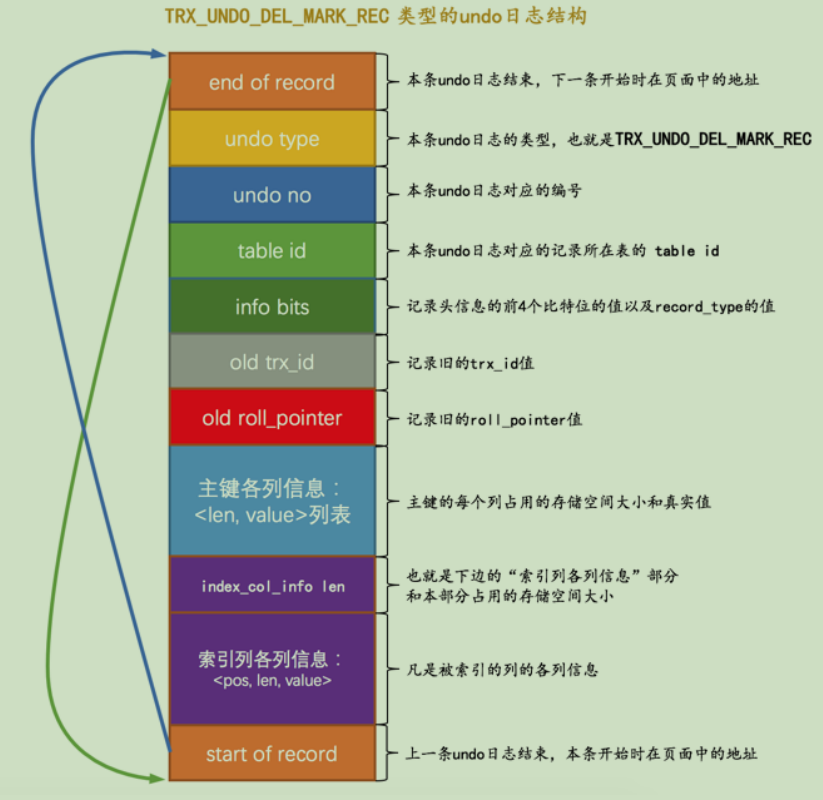 TRX_UNDO_DEL_MARK_REC 类型的undo日志结构
end of record
本条undo日志结束，下一条开始时在页面中的地址
undo type
本条undo日志的类型，也就是TRX_UNDO_DEL_MARK_REC
undo no
本条undo日志对应的编号
table id
本条undo日志对应的记录所在表的 table id
info bits
记录头信息的前4个比特位的值以及record_type的值
old trx_id
记录旧的trx_id值
old roll_pointer
记录旧的roll_pointer值
主键各列信息：
<len, value>列表
主键的每个列占用的存储空间大小和真实值
index_col_info len
也就是下边的“索引列各列信息”部分
和本部分占用的存储空间大小
索引列各列信息：
<pos, len, value>
凡是被索引的列的各列信息
start of record
上一条undo日志结束，本条开始时在页面中的地址